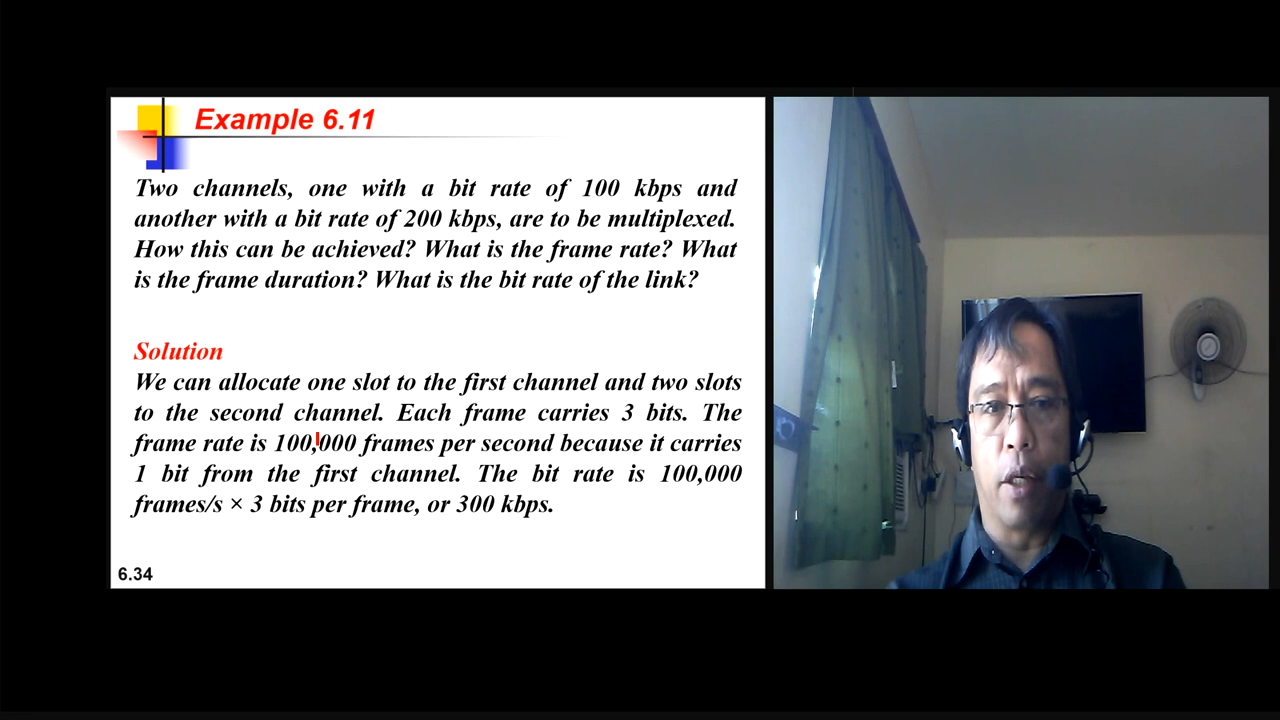 Example 6.11
Two channels, one with a bit rate of 100 kbps and
another with a bit rate of 200 kbps, are to be multiplexed.
How this can be achieved? What is the frame rate? What
is the frame duration? What is the bit rate of the link?
Solution
We can allocate one slot to the first channel and two slots
to the second channel. Each frame carries 3 bits. The
frame rate is 100,000 frames per second because it carries
1 bit from the first channel. The bit rate is 100,000
frames/s × 3 bits per frame, or 300 kbps.
6.34